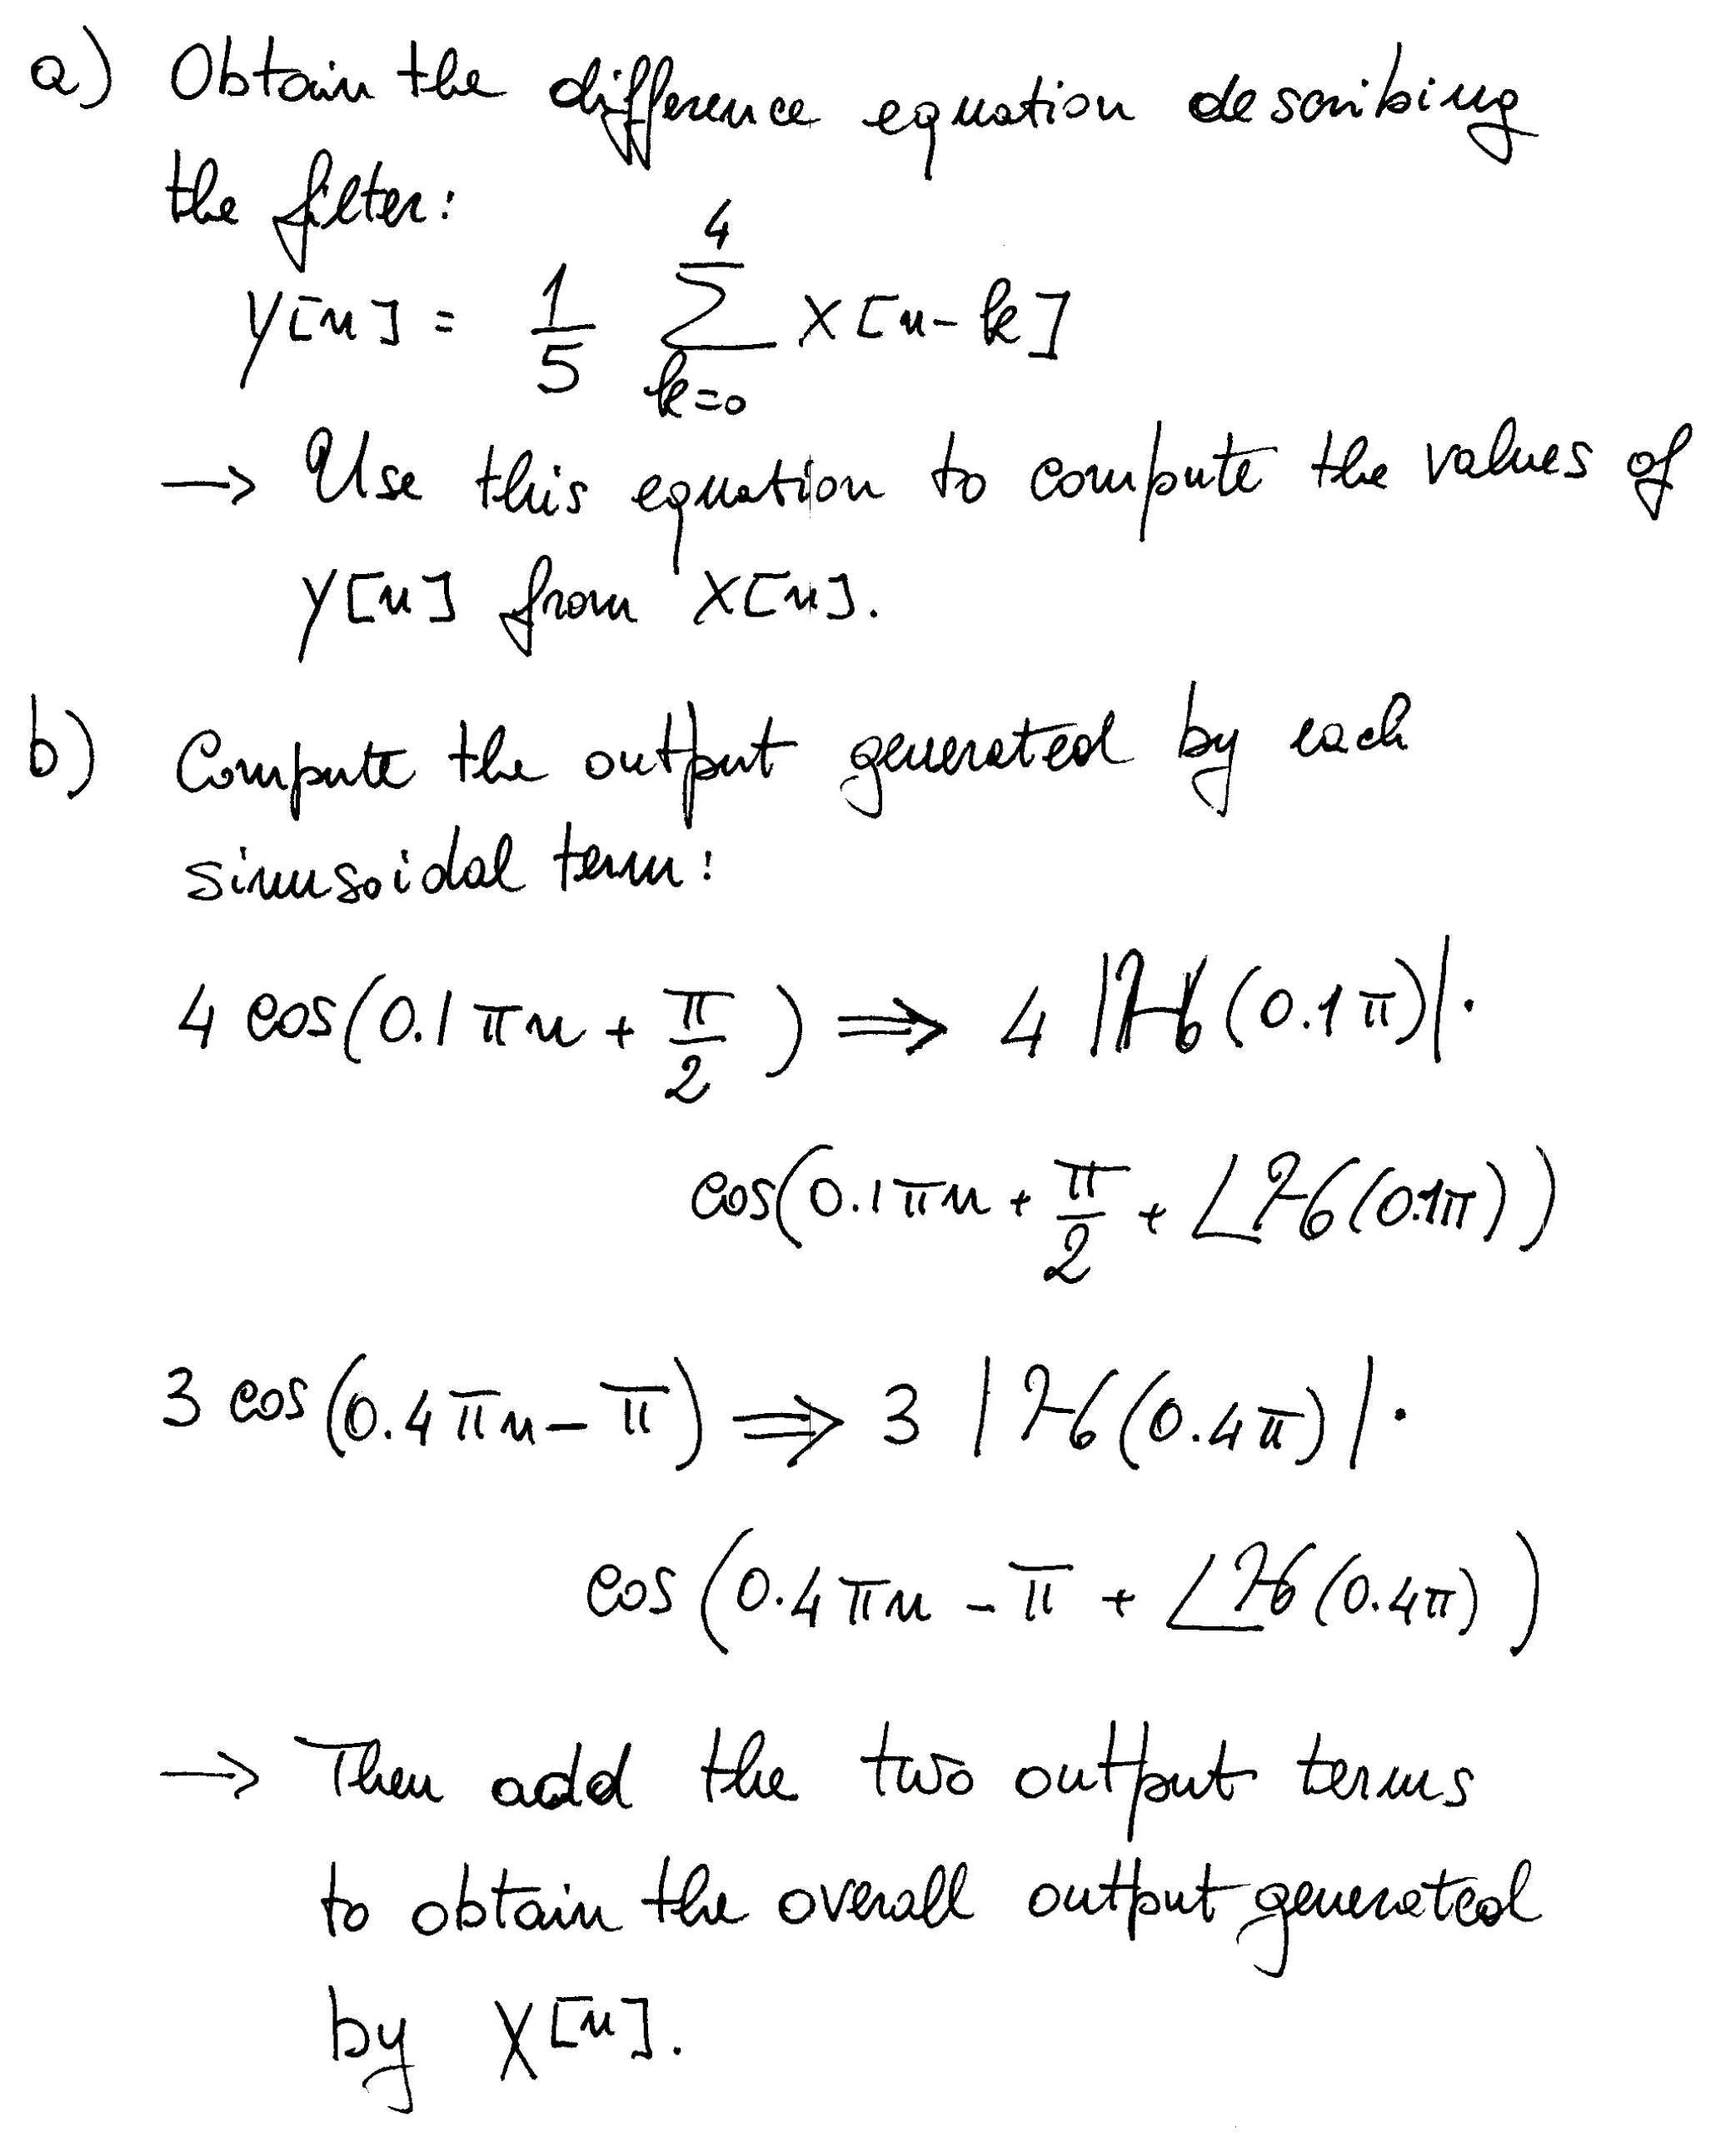 a) Obtain the difference equation describing
the filter:
y[n] = 1/5 ∑_{k=0}^{4} x[n-k]
→ Use this equation to compute the values of
y[n] from x[n].
b) Compute the output generated by each
sinusoidal term:
4 cos(0.1πn + π/2) ⇒ 4 |H(0.1π)|·
cos(0.1πn + π/2 + ∠H(0.1π))
3 cos(0.4πn - π) ⇒ 3 |H(0.4π)|·
cos(0.4πn - π + ∠H(0.4π))
→ Then add the two output terms
to obtain the overall output generated
by x[n].